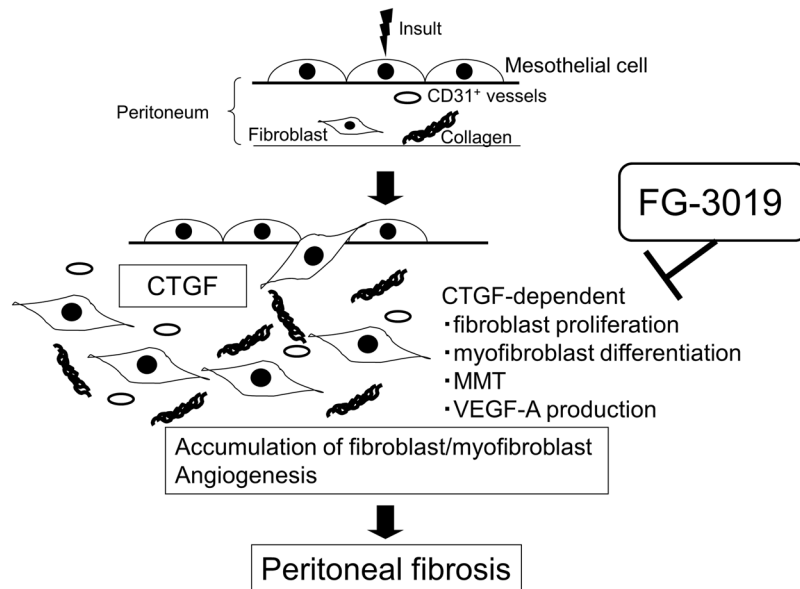 Insult
Mesothelial cell
CD31⁺ vessels
Peritoneum
Fibroblast
Collagen
FG-3019
CTGF
CTGF-dependent
・fibroblast proliferation
・myofibroblast differentiation
・MMT
・VEGF-A production
Accumulation of fibroblast/myofibroblast
Angiogenesis
Peritoneal fibrosis